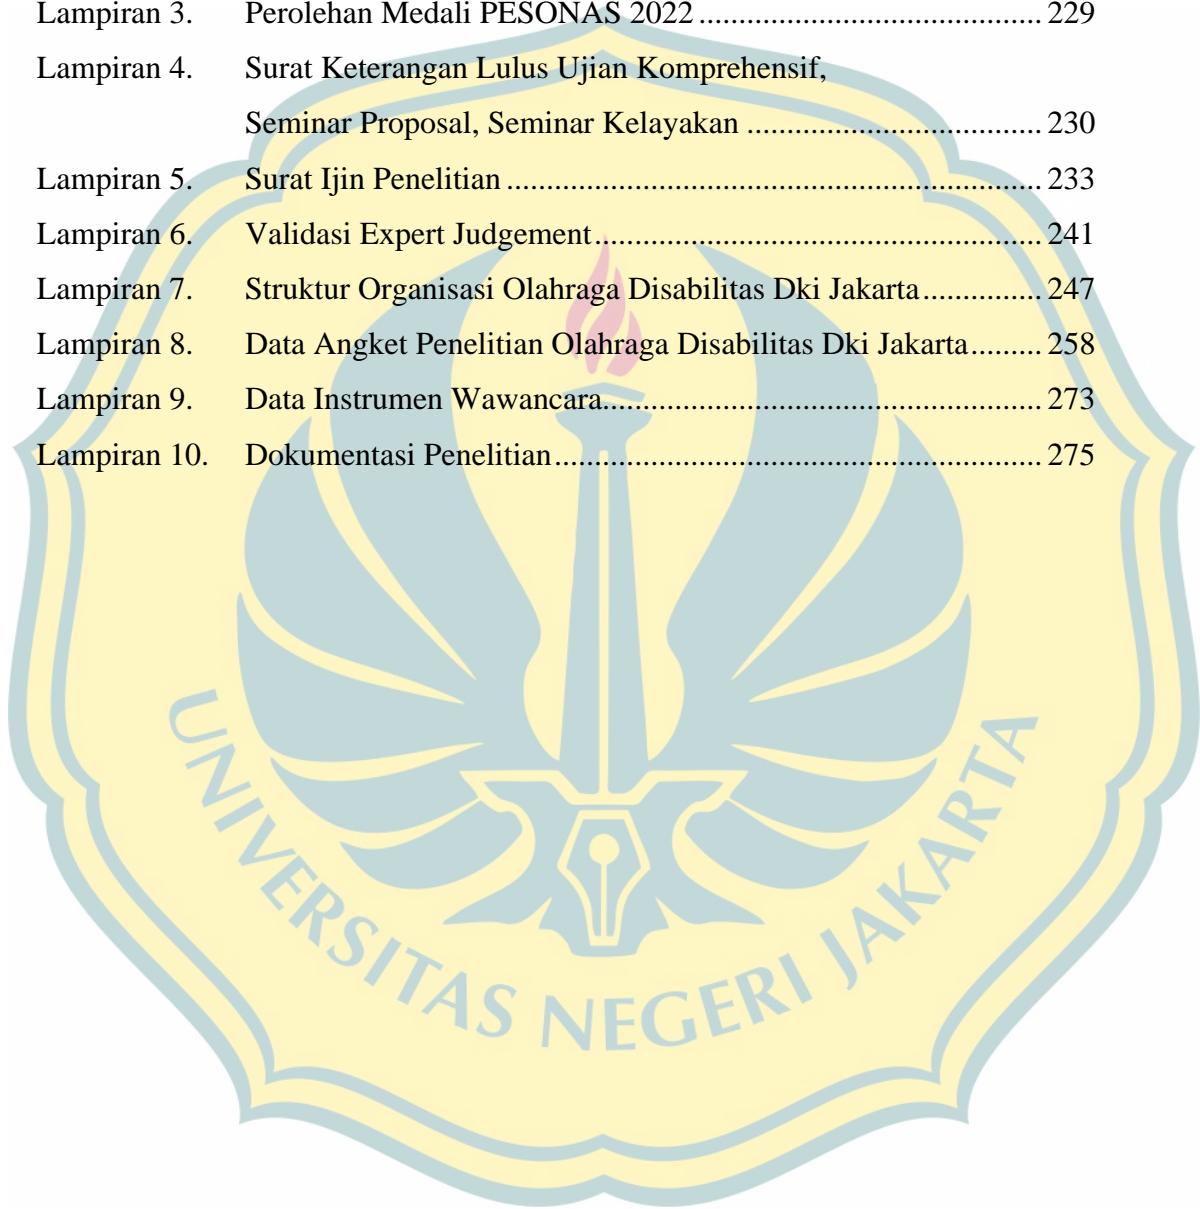 Lampiran 3. Perolehan Medali PESONAS 2022 ........................................... 229
Lampiran 4. Surat Keterangan Lulus Ujian Komprehensif,
Seminar Proposal, Seminar Kelayakan ..................................... 230
Lampiran 5. Surat Ijin Penelitian .................................................................... 233
Lampiran 6. Validasi Expert Judgement ......................................................... 241
Lampiran 7. Struktur Organisasi Olahraga Disabilitas Dki Jakarta ............... 247
Lampiran 8. Data Angket Penelitian Olahraga Disabilitas Dki Jakarta ......... 258
Lampiran 9. Data Instrumen Wawancara ........................................................ 273
Lampiran 10. Dokumentasi Penelitian .............................................................. 275
UNIVERSITAS NEGERI JAKARTA